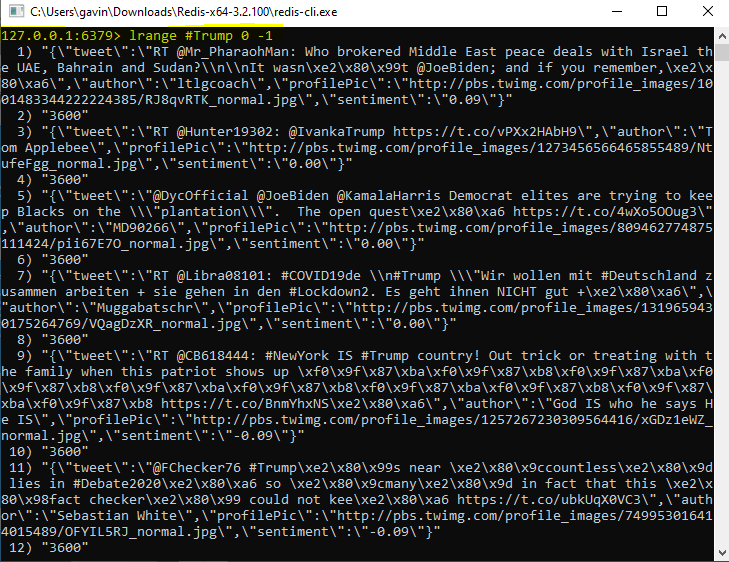 C:\Users\gavin\Downloads\Redis-x64-3.2.100\redis-cli.exe
127.0.0.1:6379> lrange #Trump 0 -1
1) "{\"tweet\":\"RT @Mr_PharaohMan: Who brokered Middle East peace deals with Israel th
e UAE, Bahrain and Sudan?\\n\\nIt wasn\xe2\x80\x99t @JoeBiden; and if you remember,\xe2\x
80\xa6\",\"author\":\"ltlgcoach\",\"profilePic\":\"http://pbs.twimg.com/profile_images/10
01483344222224385/RJ8qvRTK_normal.jpg\",\"sentiment\":\"0.09\"}"
2) "3600"
3) "{\"tweet\":\"RT @Hunter19302: @IvankaTrump https://t.co/vPXx2HAbH9\",\"author\":\"T
om Applebee\",\"profilePic\":\"http://pbs.twimg.com/profile_images/1273456566465855489/Nt
ufeFgg_normal.jpg\",\"sentiment\":\"0.00\"}"
4) "3600"
5) "{\"tweet\":\"@DycOfficial @JoeBiden @KamalaHarris Democrat elites are trying to kee
p Blacks on the \\\"plantation\\\".  The open quest\xe2\x80\xa6 https://t.co/4wXo5OOug3\"
,\"author\":\"MD90266\",\"profilePic\":\"http://pbs.twimg.com/profile_images/809462774875
111424/pii67E7O_normal.jpg\",\"sentiment\":\"0.00\"}"
6) "3600"
7) "{\"tweet\":\"RT @Libra08101: #COVID19de \\n#Trump \\\"Wir wollen mit #Deutschland z
usammen arbeiten + sie gehen in den #Lockdown2. Es geht ihnen NICHT gut +\xe2\x80\xa6\",\
"author\":\"Muggabatschr\",\"profilePic\":\"http://pbs.twimg.com/profile_images/131965943
0175264769/VQagDzXR_normal.jpg\",\"sentiment\":\"0.00\"}"
8) "3600"
9) "{\"tweet\":\"RT @CB618444: #NewYork IS #Trump country! Out trick or treating with t
he family when this patriot shows up \xf0\x9f\x87\xba\xf0\x9f\x87\xb8\xf0\x9f\x87\xba\xf0
\x9f\x87\xb8\xf0\x9f\x87\xba\xf0\x9f\x87\xb8\xf0\x9f\x87\xba\xf0\x9f\x87\xb8\xf0\x9f\x87\
xba\xf0\x9f\x87\xb8 https://t.co/BnmYhxNS\xe2\x80\xa6\",\"author\":\"God IS who he says H
e IS\",\"profilePic\":\"http://pbs.twimg.com/profile_images/1257267230309564416/xGDz1eWZ_
normal.jpg\",\"sentiment\":\"-0.09\"}"
10) "3600"
11) "{\"tweet\":\"@FChecker76 #Trump\xe2\x80\x99s near \xe2\x80\x9ccountless\xe2\x80\x9d
lies in #Debate2020\xe2\x80\xa6 so \xe2\x80\x9cmany\xe2\x80\x9d in fact that this \xe2\x
80\x98fact checker\xe2\x80\x99 could not kee\xe2\x80\xa6 https://t.co/ubkUqX0VC3\",\"auth
or\":\"Sebastian White\",\"profilePic\":\"http://pbs.twimg.com/profile_images/74995301641
4015489/OFYIL5RJ_normal.jpg\",\"sentiment\":\"-0.09\"}"
12) "3600"